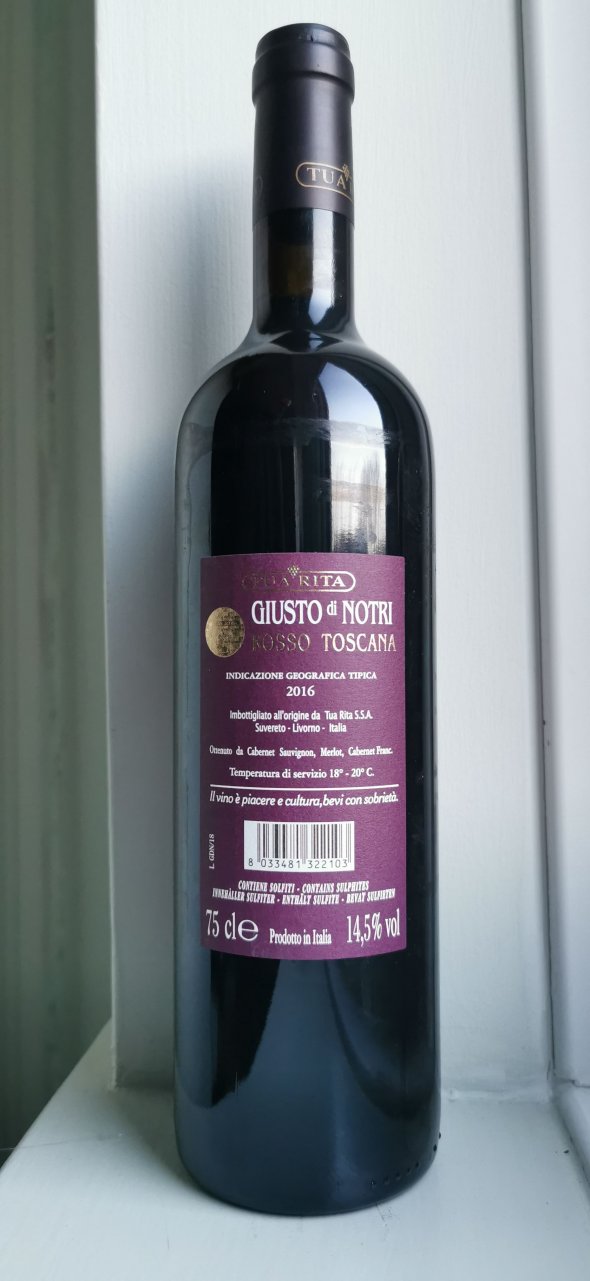 TUA
TUA RITA
GIUSTO di NOTRI
ROSSO TOSCANA
INDICAZIONE GEOGRAFICA TIPICA
2016
Imbottigliato all'origine da Tua Rita S.S.A.
Suvereto - Livorno - Italia
Ottenuto da Cabernet Sauvignon, Merlot, Cabernet Franc.
Temperatura di servizio 18° - 20° C.
Il vino è piacere e cultura, bevi con sobrietà.
L. GDN/18
8 033481 322103
CONTIENE SOLFITI - CONTAINS SULPHITES
INNEHÅLLER SULFITER - ENTHÄLT SULFITE - BEVAT SULFIETEN
75 cl e Prodotto in Italia 14,5% vol